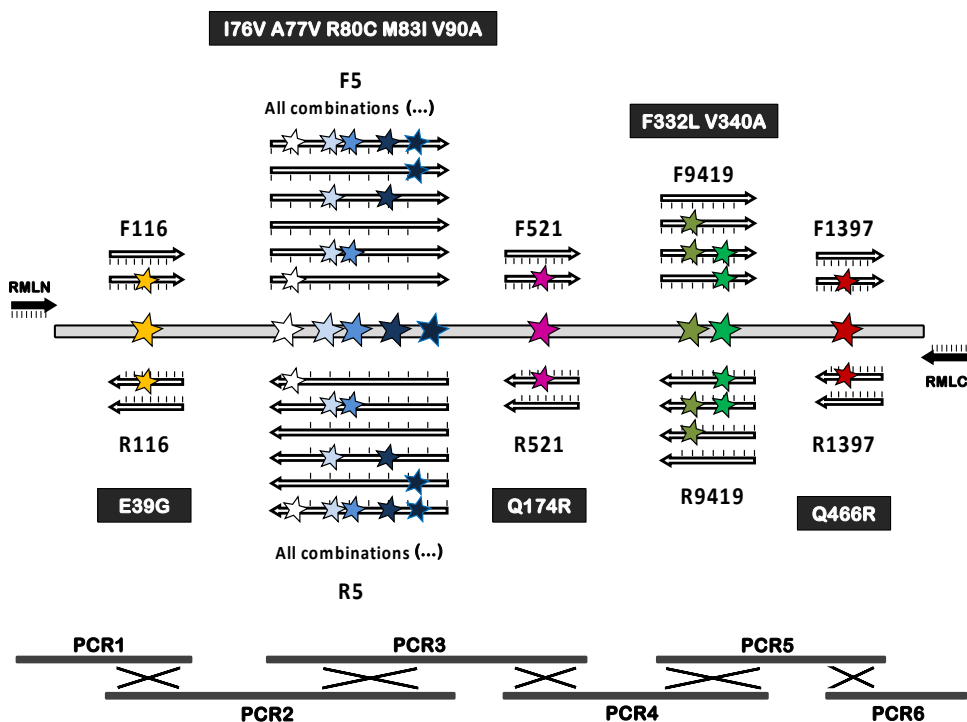 I76V A77V R80C M83I V90A
F5
All combinations (...)
F332L V340A
F9419
F116
F521
F1397
RMLN
RMLC
R116
R521
R1397
R9419
E39G
Q174R
Q466R
All combinations (...)
R5
PCR1
PCR3
PCR5
PCR2
PCR4
PCR6